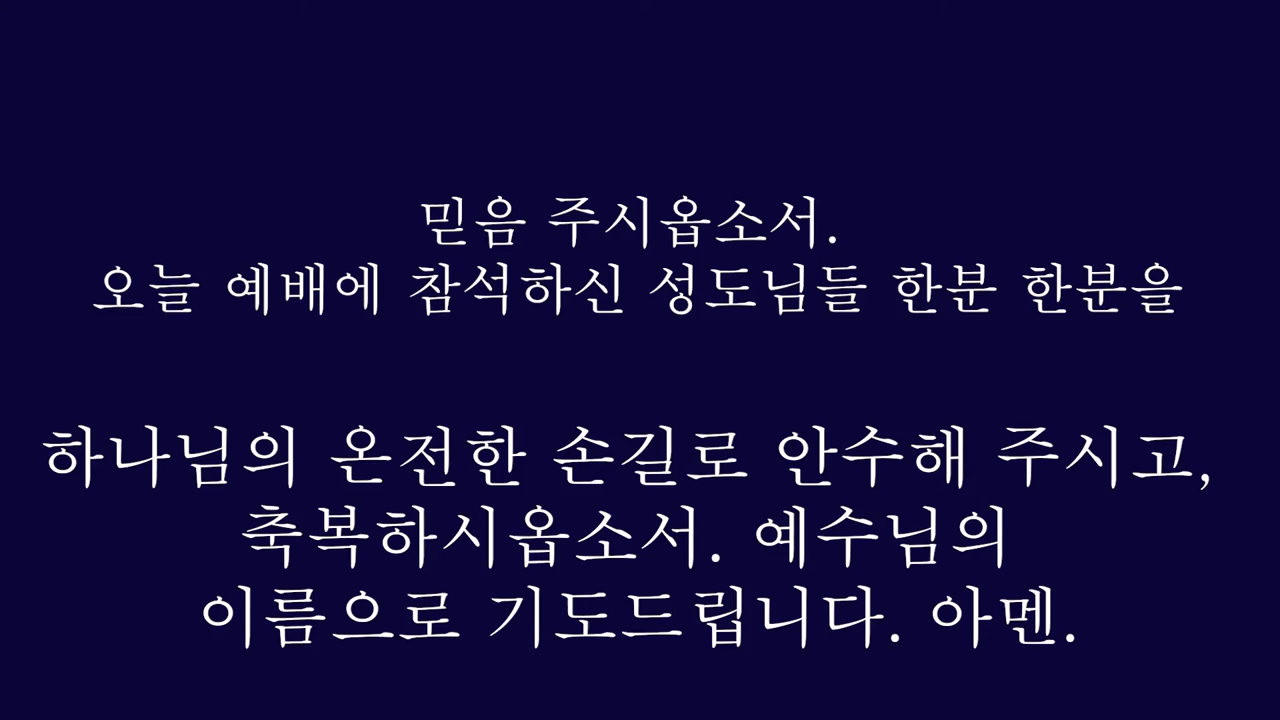 믿음 주시옵소서.
오늘 예배에 참석하신 성도님들 한분 한분을
하나님의 온전한 손길로 안수해 주시고,
축복하시옵소서. 예수님의
이름으로 기도드립니다. 아멘.